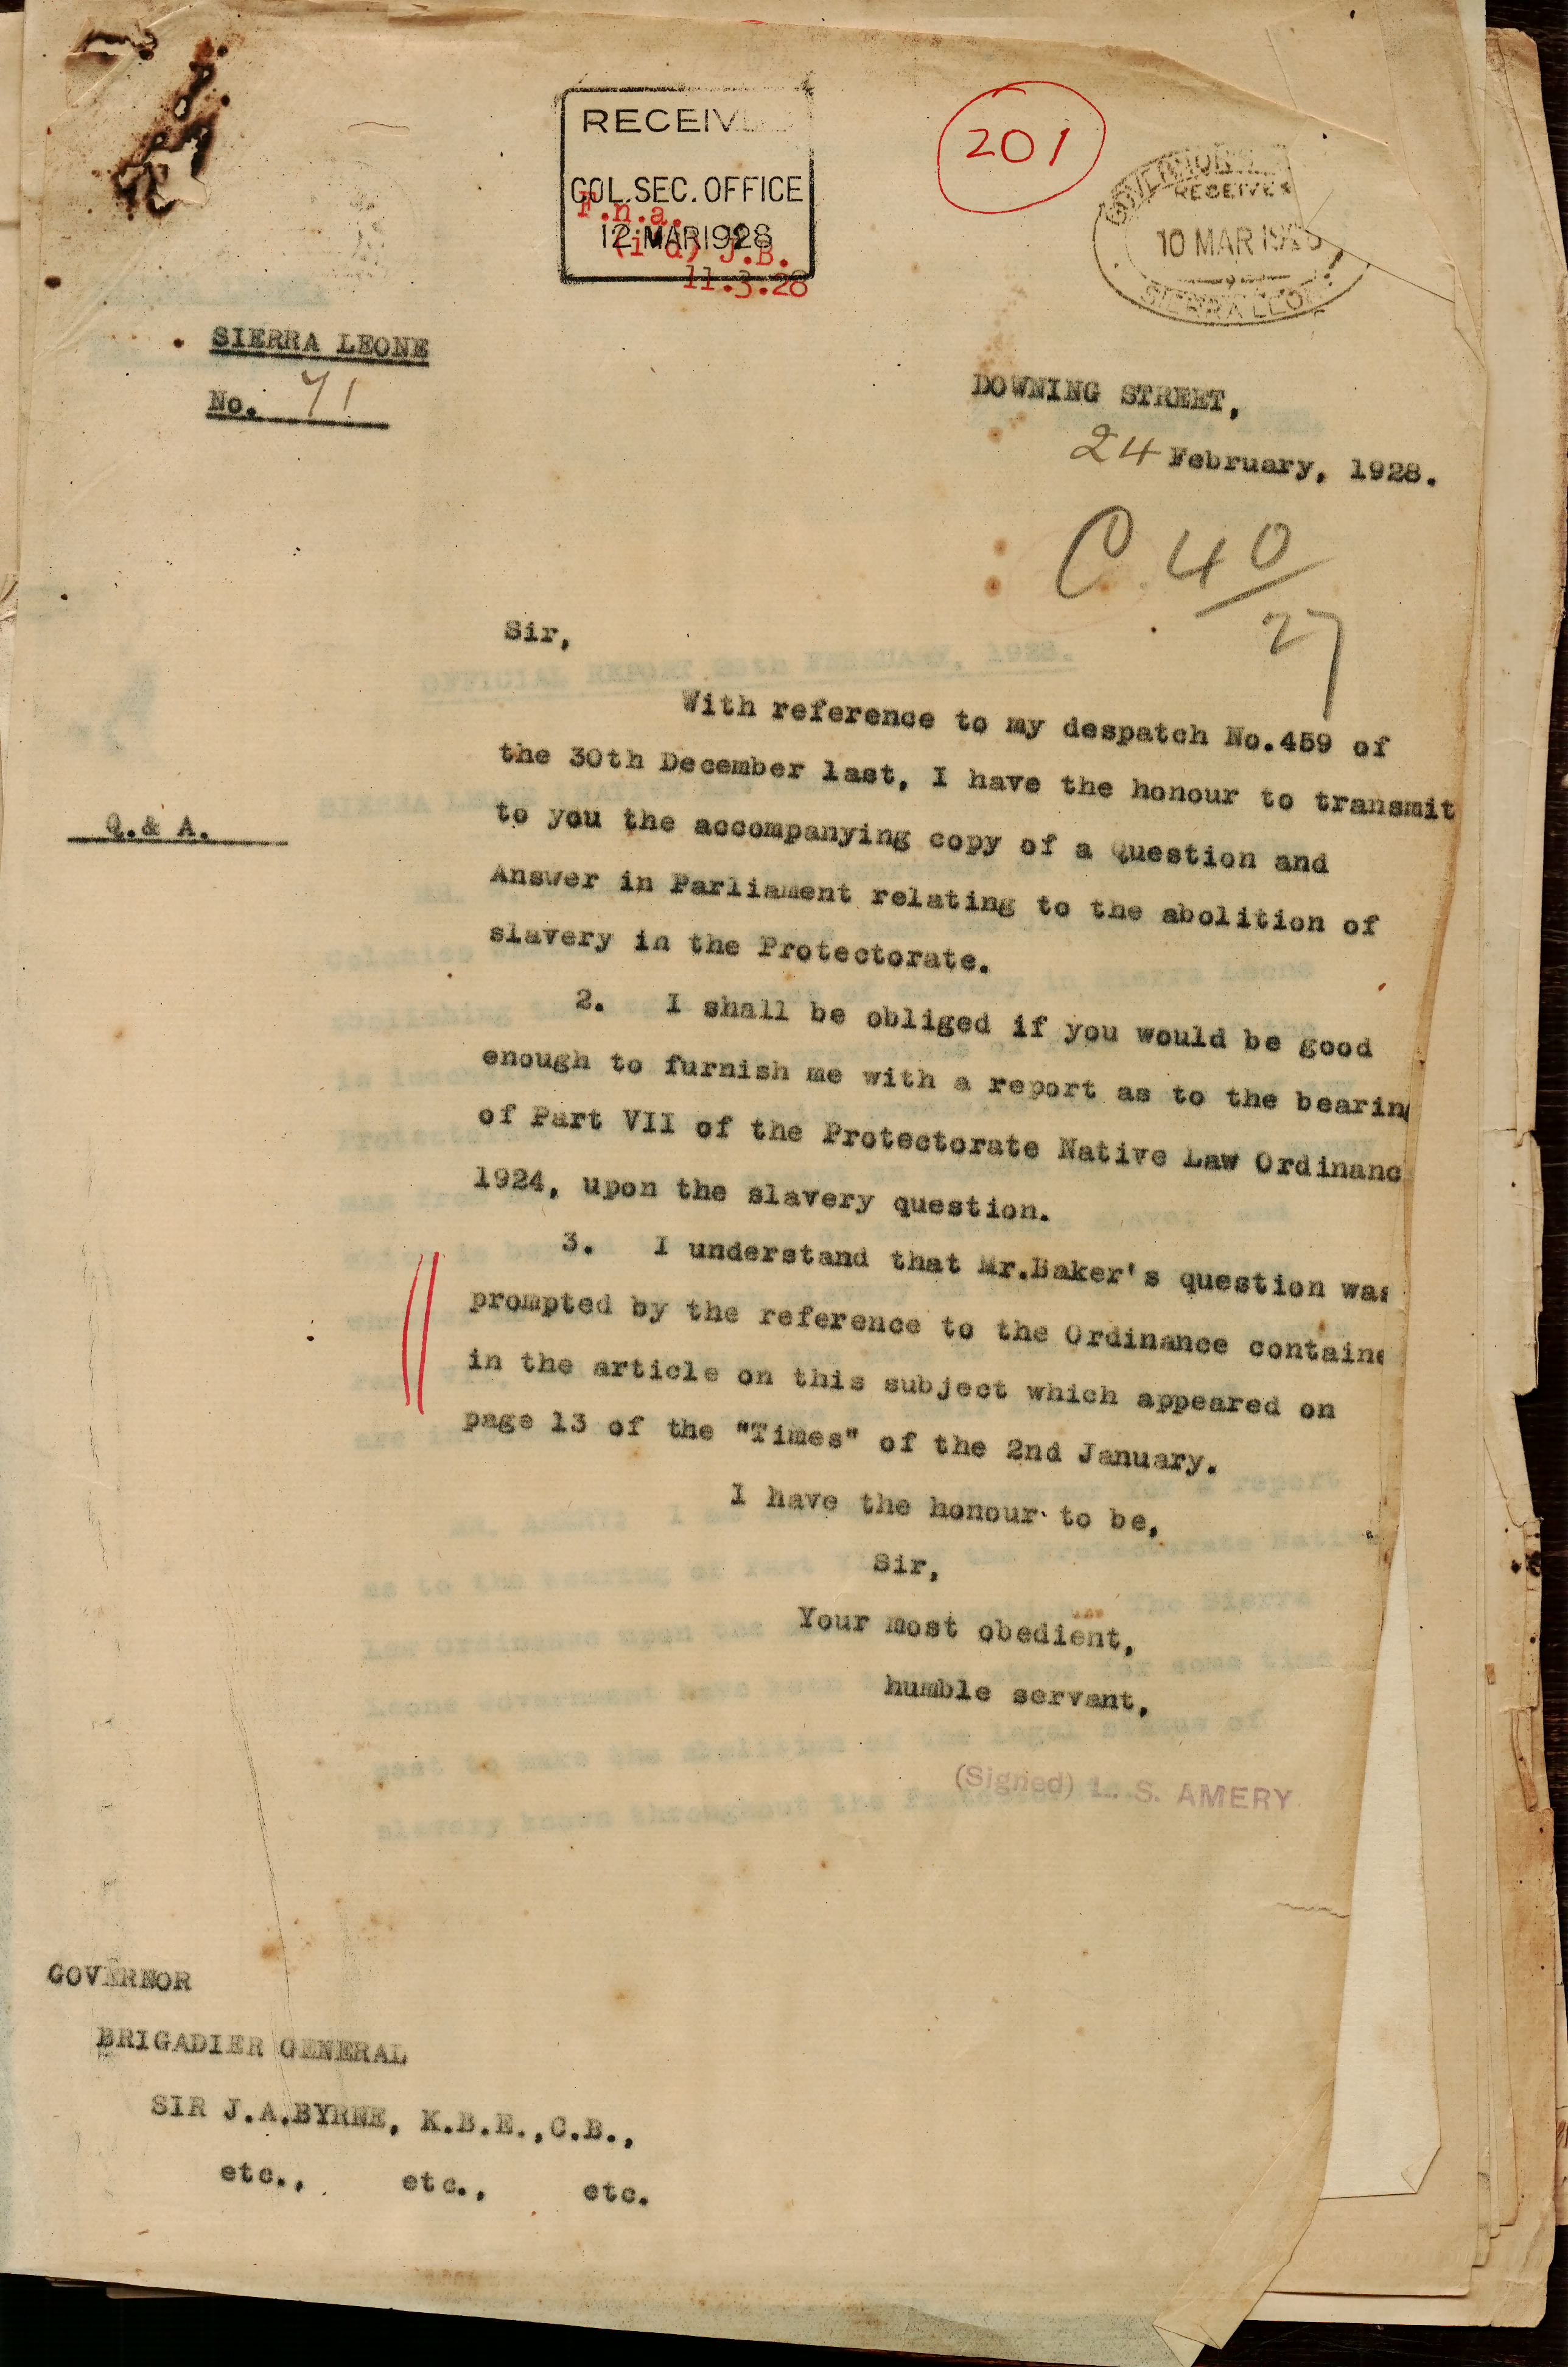 RECEIVED
COL. SEC. OFFICE
12 MAR 1928
F.n.a.
(i'd) J.B.
11.3.28
201
GOVERNOR'S
RECEIVED
10 MAR 1928
SIERRA LEONE
SIERRA LEONE
No. 71
DOWNING STREET,
24 February, 1928.
C. 40/27
Sir,
With reference to my despatch No.459 of
the 30th December last, I have the honour to transmit
Q.& A.
to you the accompanying copy of a Question and
Answer in Parliament relating to the abolition of
slavery in the Protectorate.
2. I shall be obliged if you would be good
enough to furnish me with a report as to the bearing
of Part VII of the Protectorate Native Law Ordinanc
1924, upon the slavery question.
3. I understand that Mr.Baker's question was
prompted by the reference to the Ordinance containe
in the article on this subject which appeared on
page 13 of the "Times" of the 2nd January.
I have the honour to be,
Sir,
Your most obedient,
humble servant,
(Signed) L. S. AMERY
GOVERNOR
BRIGADIER GENERAL
SIR J.A.BYRNE, K.B.E.,C.B.,
etc., etc., etc.